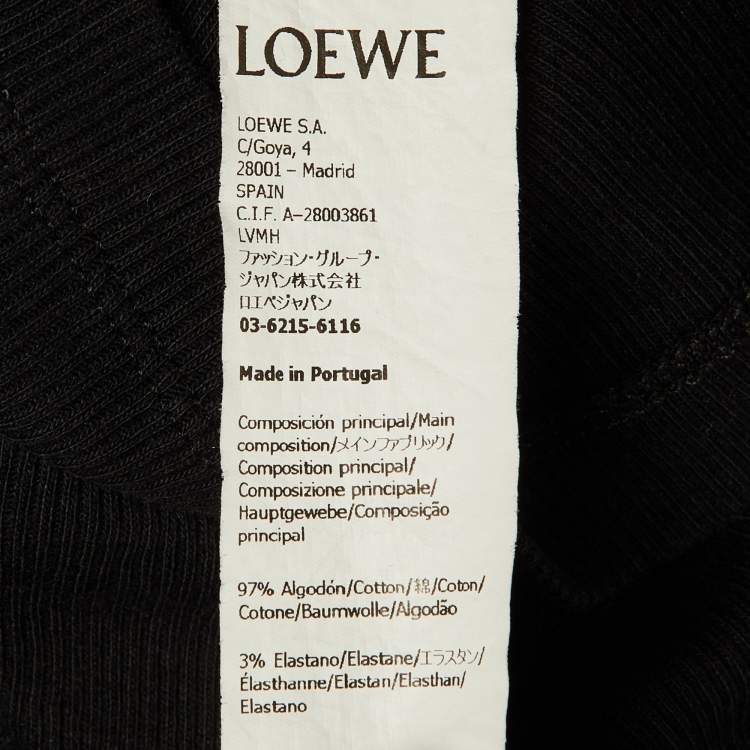 LOEWE
LOEWE S.A.
C/Goya, 4
28001 – Madrid
SPAIN
C.I.F. A–28003861
LVMH
ファッション・グループ・
ジャパン株式会社
ロエベジャパン
03-6215-6116
Made in Portugal
Composición principal/Main
composition/メインファブリック/
Composition principal/
Composizione principale/
Hauptgewebe/Composição
principal
97% Algodón/Cotton/綿/Coton/
Cotone/Baumwolle/Algodão
3% Elastano/Elastane/エラスタン/
Élasthanne/Elastan/Elasthan/
Elastano